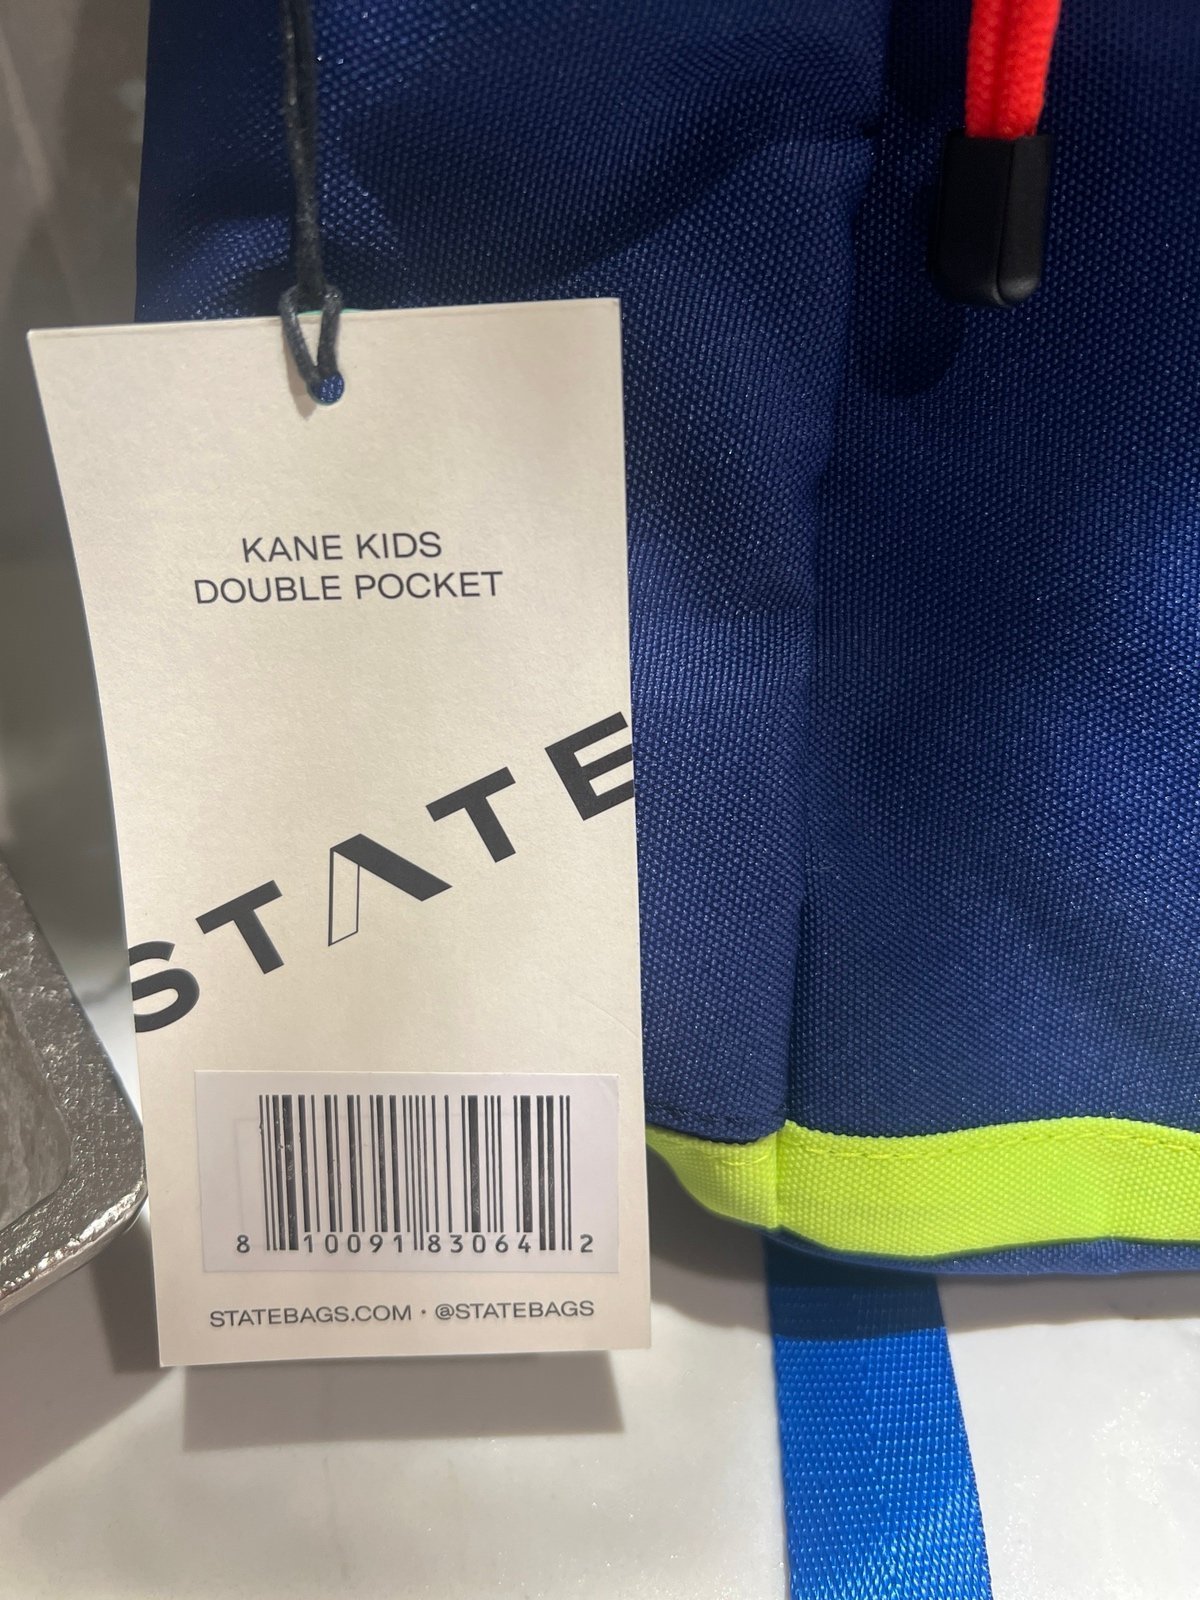 KANE KIDS
DOUBLE POCKET
STATE
8 10091 83064 2
STATEBAGS.COM · @STATEBAGS